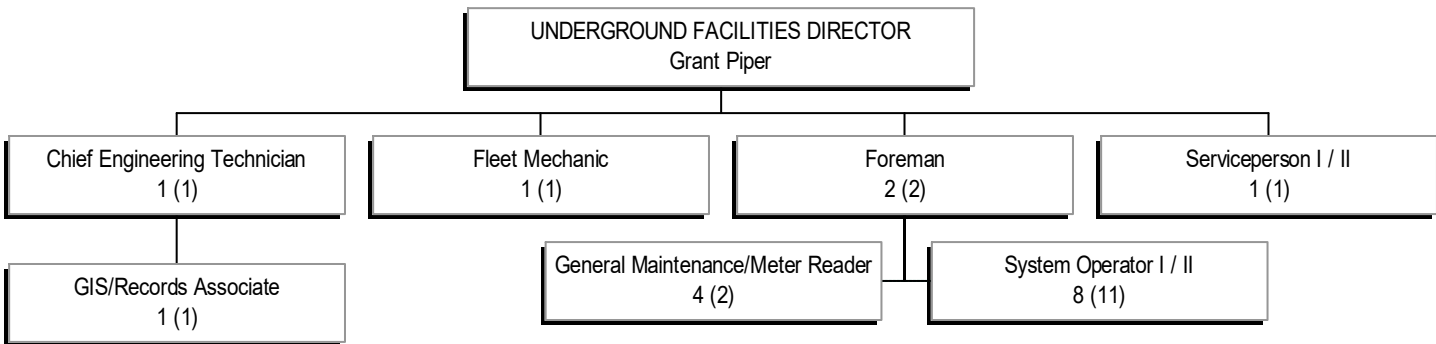 UNDERGROUND FACILITIES DIRECTOR
Grant Piper
Chief Engineering Technician
1 (1)
Fleet Mechanic
1 (1)
Foreman
2 (2)
Serviceperson I / II
1 (1)
GIS/Records Associate
1 (1)
General Maintenance/Meter Reader
4 (2)
System Operator I / II
8 (11)